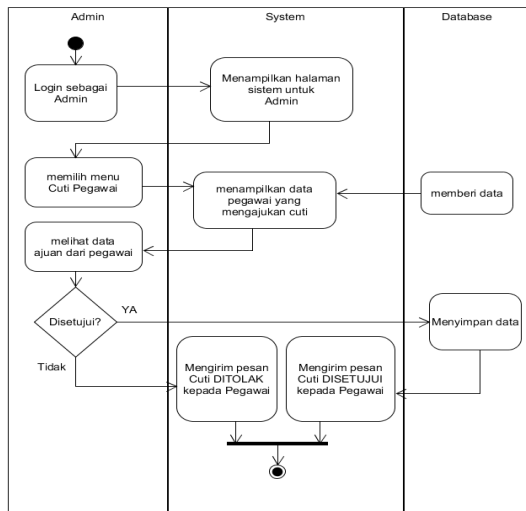 Admin
System
Database
Login sebagai
Admin
Menampilkan halaman
sistem untuk
Admin
memilih menu
Cuti Pegawai
menampilkan data
pegawai yang
mengajukan cuti
memberi data
melihat data
ajuan dari pegawai
Disetujui?
YA
Menyimpan data
Tidak
Mengirim pesan
Cuti DITOLAK
kepada Pegawai
Mengirim pesan
Cuti DISETUJUI
kepada Pegawai